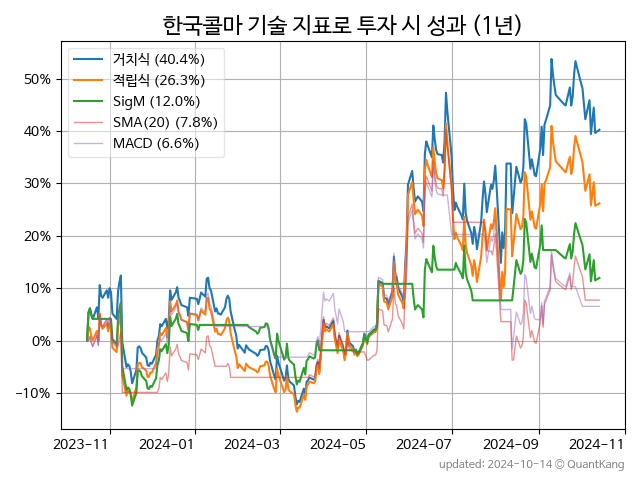 한국콜마 기술 지표로 투자 시 성과 (1년)
거치식 (40.4%)
적립식 (26.3%)
SigM (12.0%)
SMA(20) (7.8%)
MACD (6.6%)
50%
40%
30%
20%
10%
0%
−10%
2023-11 2024-01 2024-03 2024-05 2024-07 2024-09 2024-11
updated: 2024-10-14 © QuantKang